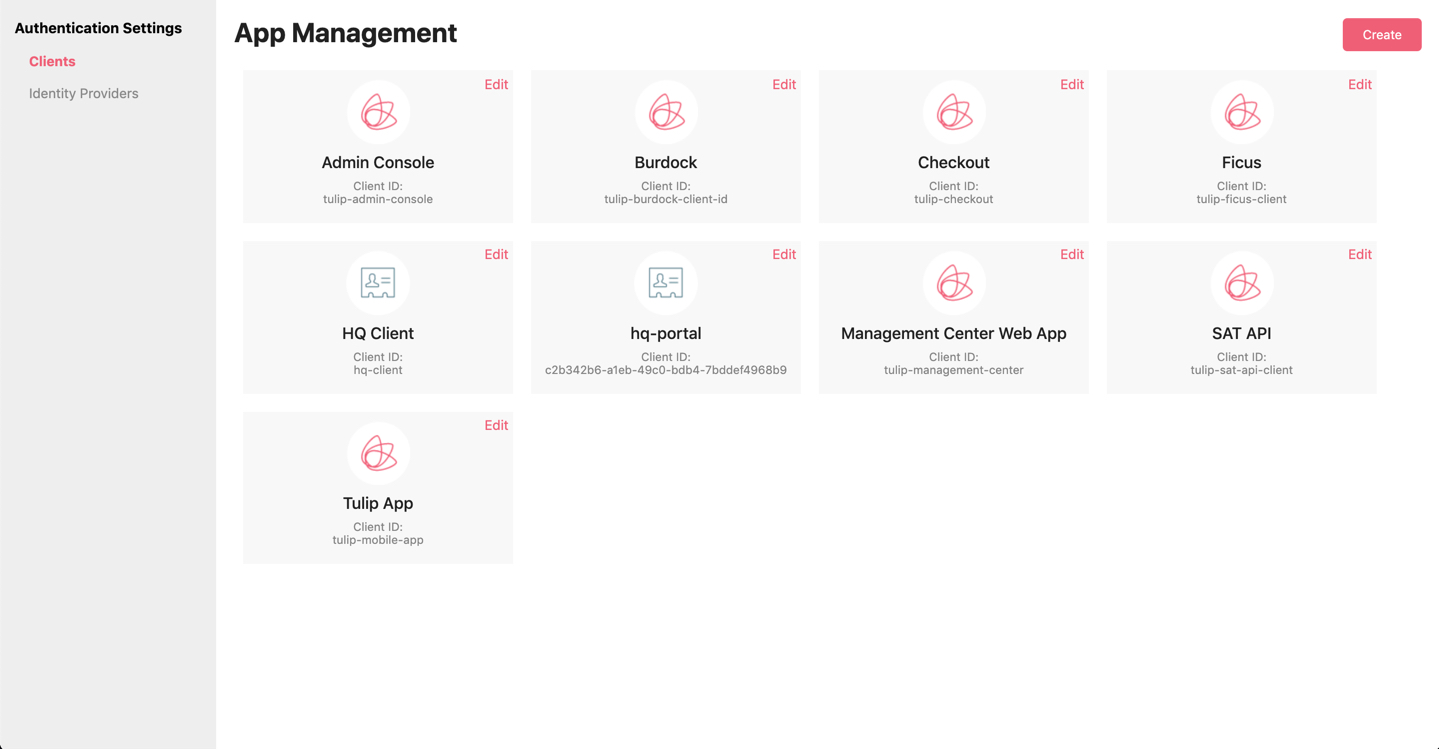 Authentication Settings
Clients
Identity Providers
App Management
Create
Edit
Admin Console
Client ID:
tulip-admin-console
Edit
Burdock
Client ID:
tulip-burdock-client-id
Edit
Checkout
Client ID:
tulip-checkout
Edit
Ficus
Client ID:
tulip-ficus-client
Edit
HQ Client
Client ID:
hq-client
Edit
hq-portal
Client ID:
c2b342b6-a1eb-49c0-bdb4-7bddef4968b9
Edit
Management Center Web App
Client ID:
tulip-management-center
Edit
SAT API
Client ID:
tulip-sat-api-client
Edit
Tulip App
Client ID:
tulip-mobile-app